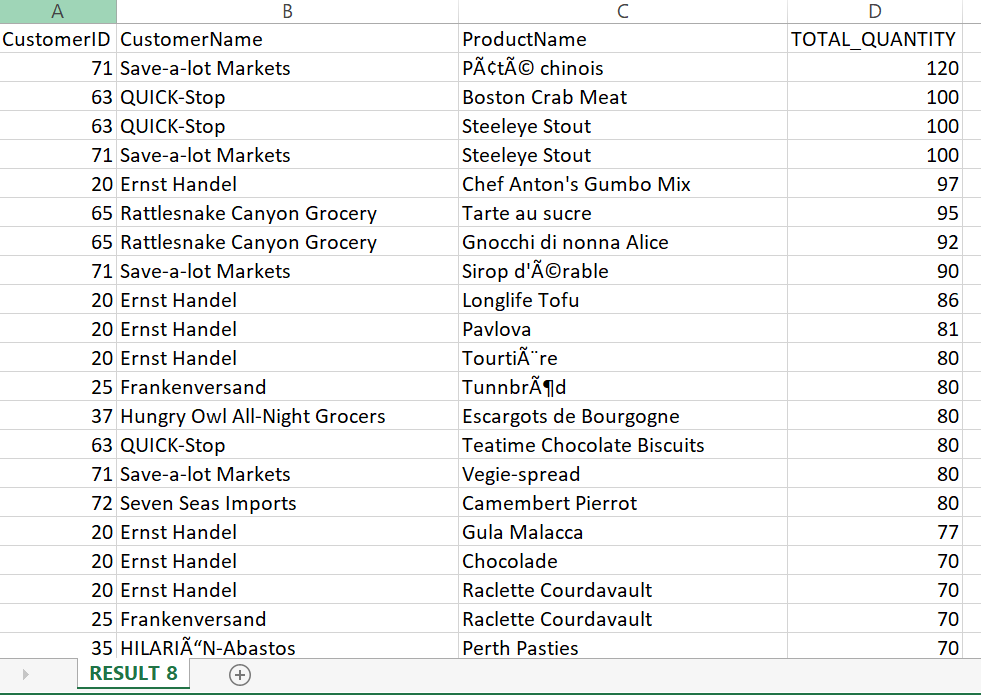 A B C D
CustomerID CustomerName ProductName TOTAL_QUANTITY
71 Save-a-lot Markets PÃ¢tÃ© chinois 120
63 QUICK-Stop Boston Crab Meat 100
63 QUICK-Stop Steeleye Stout 100
71 Save-a-lot Markets Steeleye Stout 100
20 Ernst Handel Chef Anton's Gumbo Mix 97
65 Rattlesnake Canyon Grocery Tarte au sucre 95
65 Rattlesnake Canyon Grocery Gnocchi di nonna Alice 92
71 Save-a-lot Markets Sirop d'Ã©rable 90
20 Ernst Handel Longlife Tofu 86
20 Ernst Handel Pavlova 81
20 Ernst Handel TourtiÃ¨re 80
25 Frankenversand TunnbrÃ¶d 80
37 Hungry Owl All-Night Grocers Escargots de Bourgogne 80
63 QUICK-Stop Teatime Chocolate Biscuits 80
71 Save-a-lot Markets Vegie-spread 80
72 Seven Seas Imports Camembert Pierrot 80
20 Ernst Handel Gula Malacca 77
20 Ernst Handel Chocolade 70
20 Ernst Handel Raclette Courdavault 70
25 Frankenversand Raclette Courdavault 70
35 HILARIÃ“N-Abastos Perth Pasties 70
RESULT 8